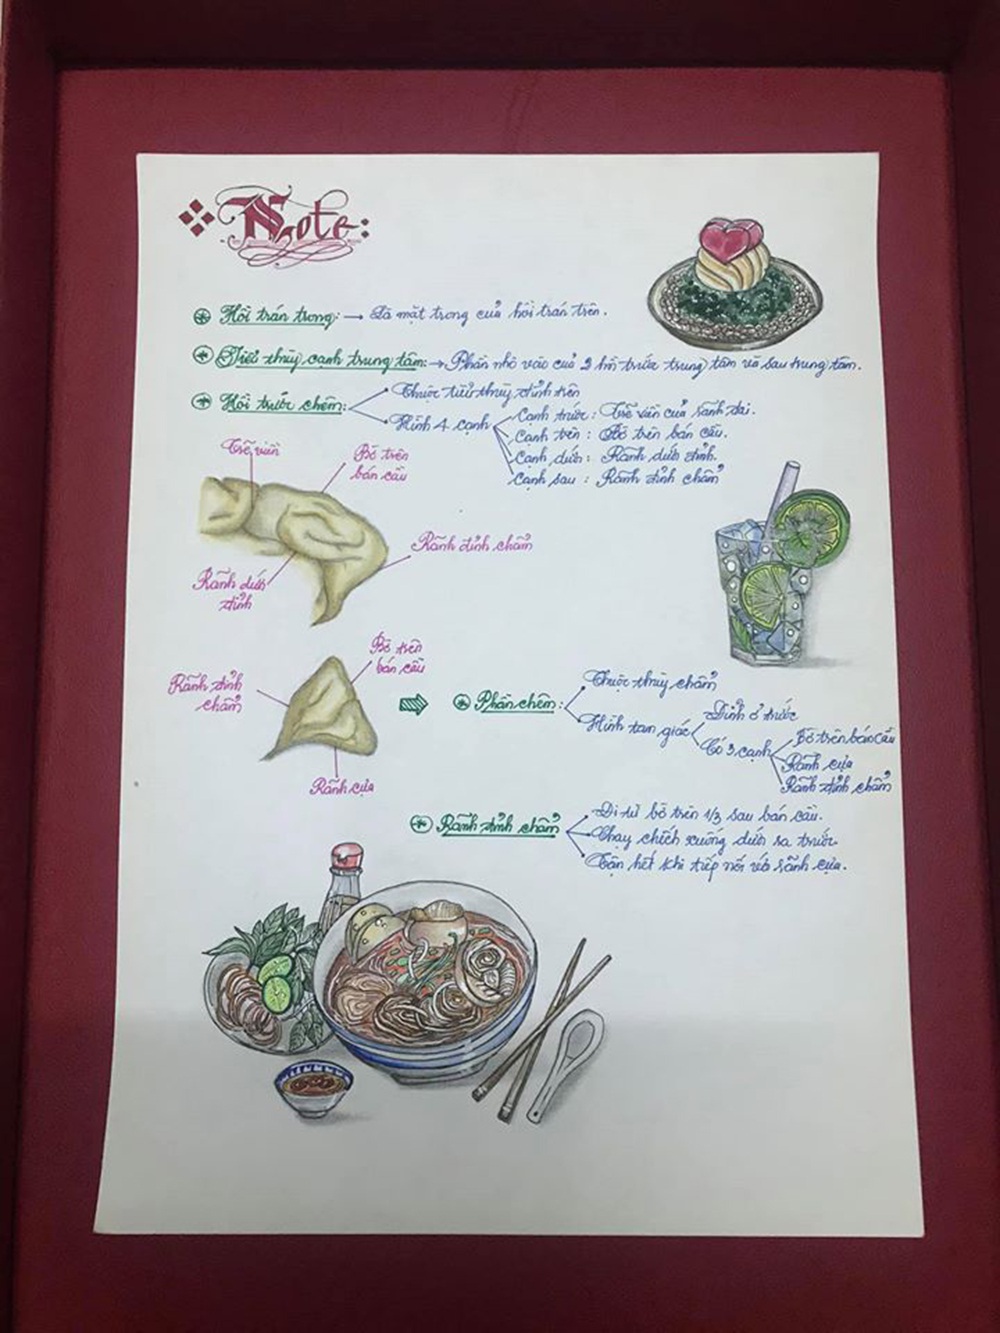 Note:
Hồi trán trong: → Là mặt trong của hồi trán trên.
Tiểu thùy cạnh trung tâm: → Phần nhô vào của 2 hồi trước trung tâm và sau trung tâm.
Hồi trước chêm:
Thuộc tiểu thùy đỉnh trên
Hình 4 cạnh
Cạnh trước: Trẽ viền của rãnh đai.
Cạnh trên: Bờ trên bán cầu.
Cạnh dưới: Rãnh dưới đỉnh.
Cạnh sau: Rãnh đỉnh chẩm
Trẽ viền
Bờ trên
bán cầu
Rãnh đỉnh chẩm
Rãnh dưới
đỉnh
Bờ trên
bán cầu
Rãnh đỉnh
chẩm
Rãnh cựa
Phần chêm:
Thuộc thùy chẩm
Hình tam giác
Đỉnh ở trước
Có 3 cạnh
Bờ trên bán cầu
Rãnh cựa
Rãnh đỉnh chẩm
Rãnh đỉnh chẩm
Đi từ bờ trên 1/3 sau bán cầu.
Chạy chếch xuống dưới ra trước.
Tận hết khi tiếp nối với rãnh cựa.